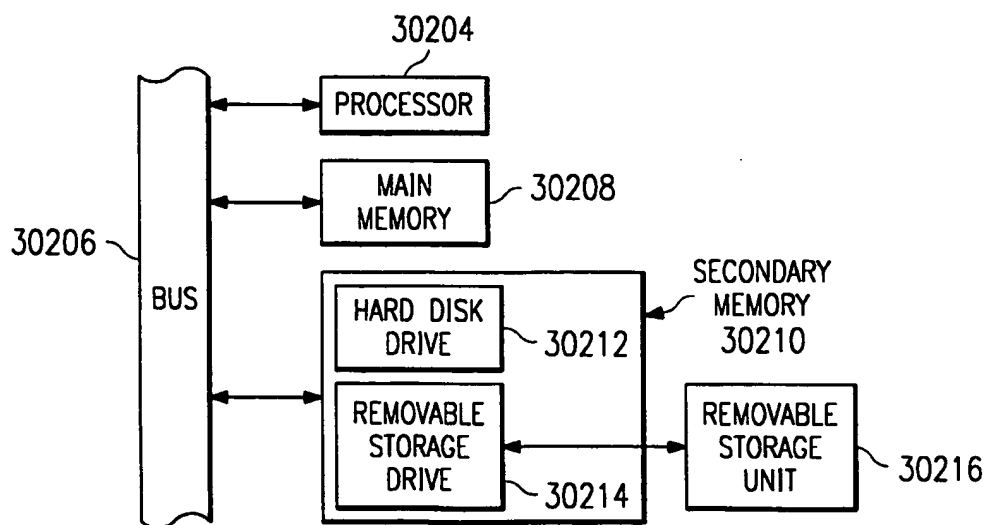 30204
PROCESSOR
MAIN
MEMORY
30208
30206
BUS
SECONDARY
MEMORY
30210
HARD DISK
DRIVE
30212
REMOVABLE
STORAGE
DRIVE
30214
REMOVABLE
STORAGE
UNIT
30216